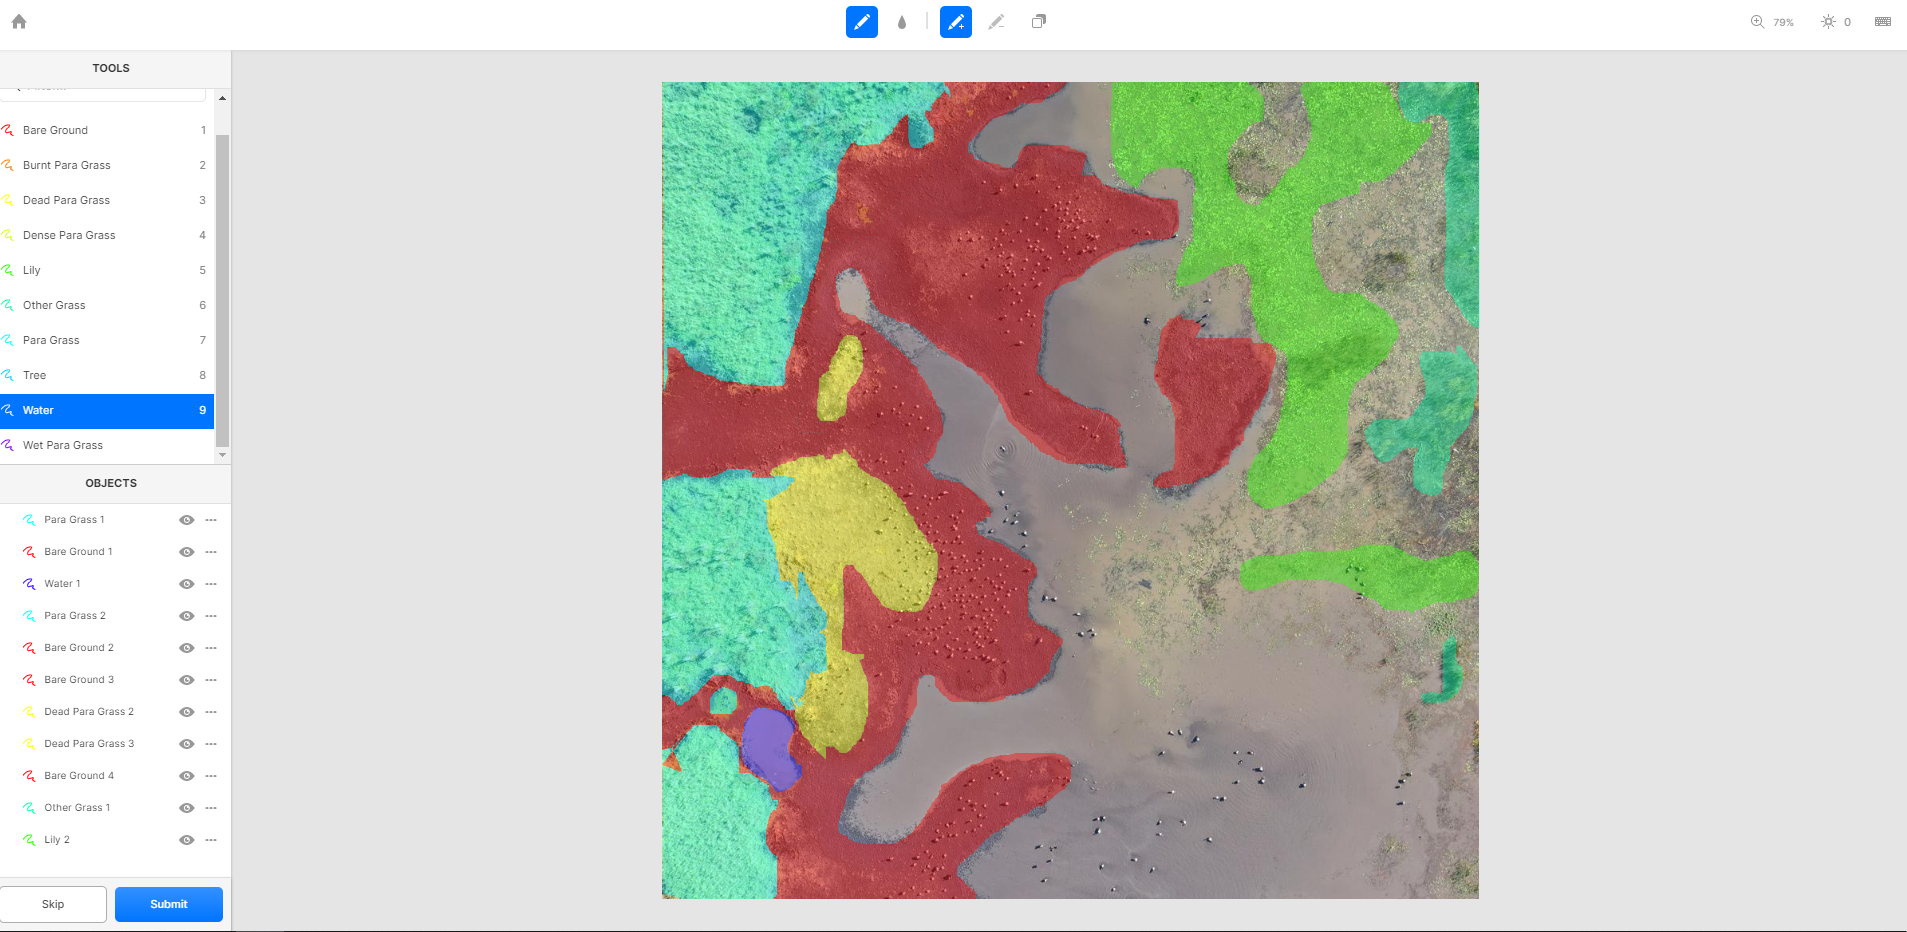 79%
0
TOOLS
Bare Ground 1
Burnt Para Grass 2
Dead Para Grass 3
Dense Para Grass 4
Lily 5
Other Grass 6
Para Grass 7
Tree 8
Water 9
Wet Para Grass
OBJECTS
Para Grass 1
Bare Ground 1
Water 1
Para Grass 2
Bare Ground 2
Bare Ground 3
Dead Para Grass 2
Dead Para Grass 3
Bare Ground 4
Other Grass 1
Lily 2
Skip
Submit